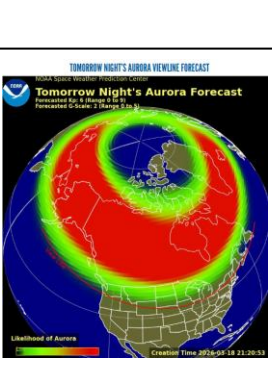 TOMORROW NIGHT'S AURORA VIEWLINE FORECAST
NOAA Space Weather Prediction Center
Tomorrow Night's Aurora Forecast
Forecasted Kp: 6 (Range 0 to 9)
Forecasted G-Scale: 2 (Range 0 to 5)
Likelihood of Aurora
Creation Time 2026-03-18 21:20:53